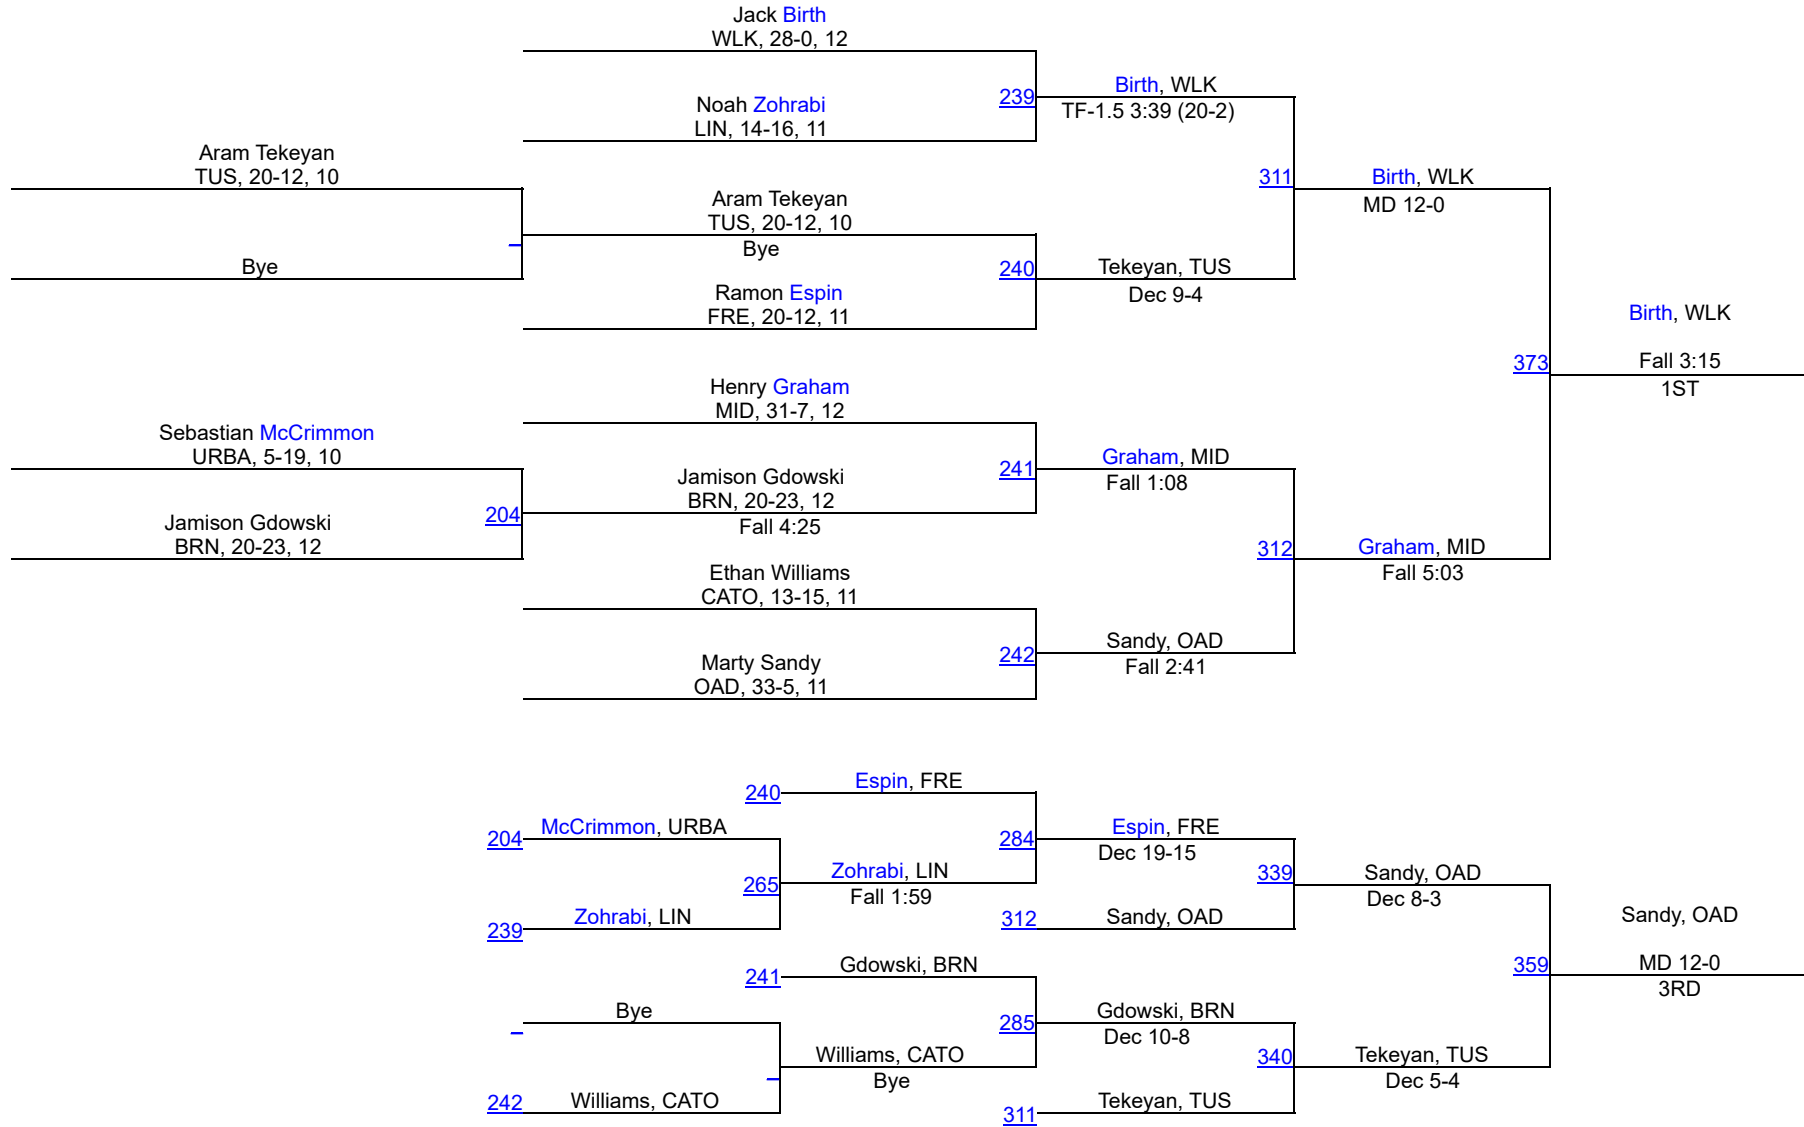 Jack Birth
WLK, 28-0, 12
Noah Zohrabi
LIN, 14-16, 11
239
Birth, WLK
TF-1.5 3:39 (20-2)
Aram Tekeyan
TUS, 20-12, 10
Bye
Aram Tekeyan
TUS, 20-12, 10
Bye
Ramon Espin
FRE, 20-12, 11
240
Tekeyan, TUS
Dec 9-4
311
Birth, WLK
MD 12-0
Henry Graham
MID, 31-7, 12
Sebastian McCrimmon
URBA, 5-19, 10
Jamison Gdowski
BRN, 20-23, 12
204
Jamison Gdowski
BRN, 20-23, 12
Fall 4:25
241
Graham, MID
Fall 1:08
Ethan Williams
CATO, 13-15, 11
Marty Sandy
OAD, 33-5, 11
242
Sandy, OAD
Fall 2:41
312
Graham, MID
Fall 5:03
373
Birth, WLK
Fall 3:15
1ST
240
Espin, FRE
204
McCrimmon, URBA
239
Zohrabi, LIN
265
Zohrabi, LIN
Fall 1:59
284
Espin, FRE
Dec 19-15
312
Sandy, OAD
339
Sandy, OAD
Dec 8-3
241
Gdowski, BRN
Bye
242
Williams, CATO
Williams, CATO
Bye
285
Gdowski, BRN
Dec 10-8
311
Tekeyan, TUS
340
Tekeyan, TUS
Dec 5-4
359
Sandy, OAD
MD 12-0
3RD